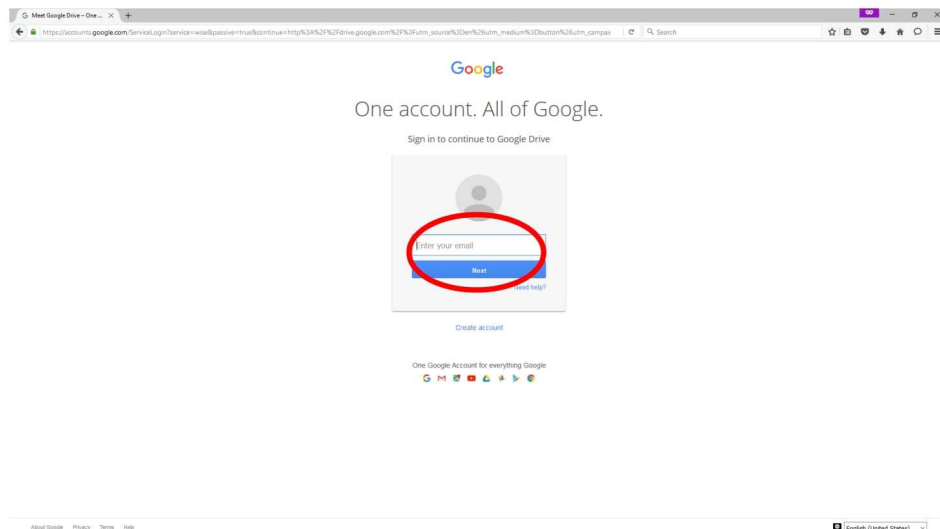 Meet Google Drive – One ...
https://accounts.google.com/ServiceLogin?service=wise&passive=true&continue=http%3A%2F%2Fdrive.google.com%2F%3Futm_source%3Den%26utm_medium%3Dbutton%26utm_campaig
Search
Google
One account. All of Google.
Sign in to continue to Google Drive
Enter your email
Next
Need help?
Create account
One Google Account for everything Google
About Google Privacy Terms Help
English (United States)